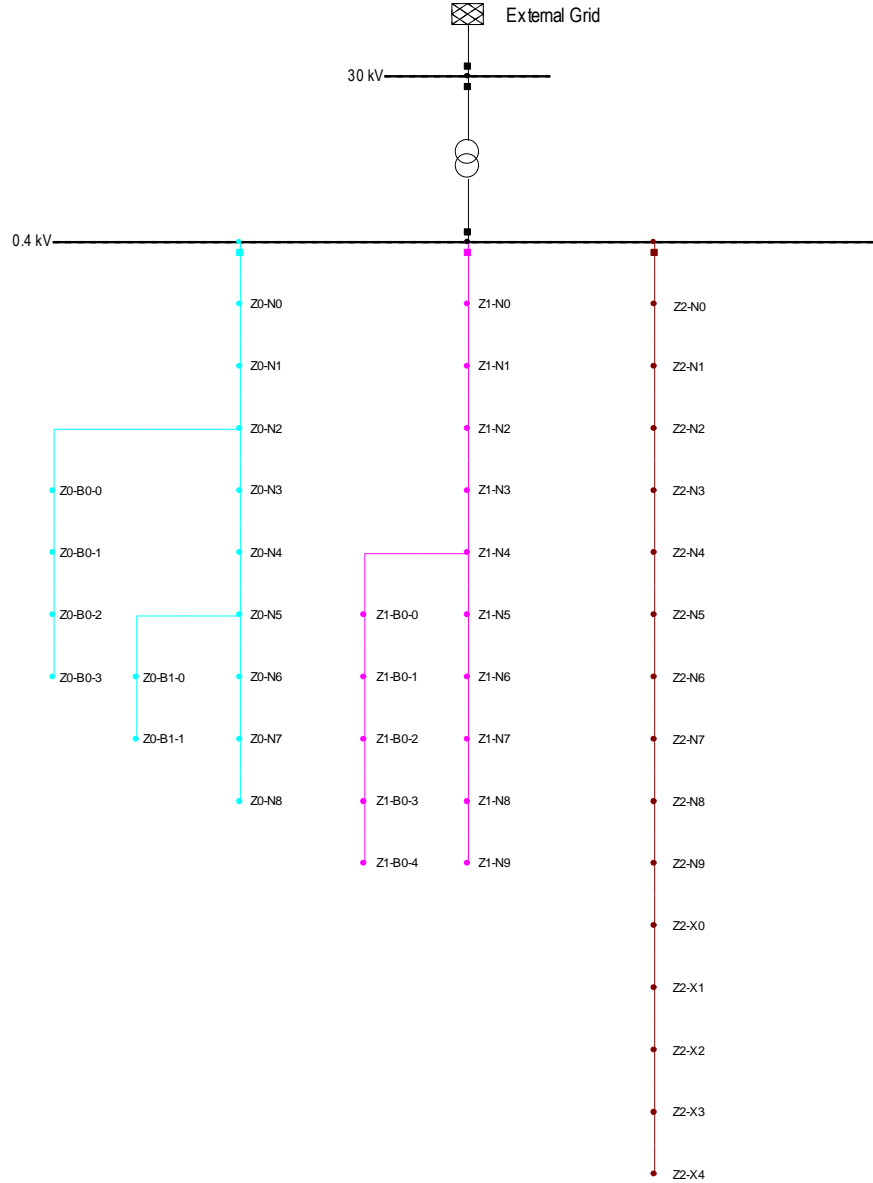 External Grid
30 kV
0.4 kV
Z0-N0
Z1-N0
Z2-N0
Z0-N1
Z1-N1
Z2-N1
Z0-N2
Z1-N2
Z2-N2
Z0-B0-0
Z0-N3
Z1-N3
Z2-N3
Z0-B0-1
Z0-N4
Z1-N4
Z2-N4
Z0-B0-2
Z0-N5
Z1-B0-0
Z1-N5
Z2-N5
Z0-B0-3
Z0-B1-0
Z0-N6
Z1-B0-1
Z1-N6
Z2-N6
Z0-B1-1
Z0-N7
Z1-B0-2
Z1-N7
Z2-N7
Z0-N8
Z1-B0-3
Z1-N8
Z2-N8
Z1-B0-4
Z1-N9
Z2-N9
Z2-X0
Z2-X1
Z2-X2
Z2-X3
Z2-X4